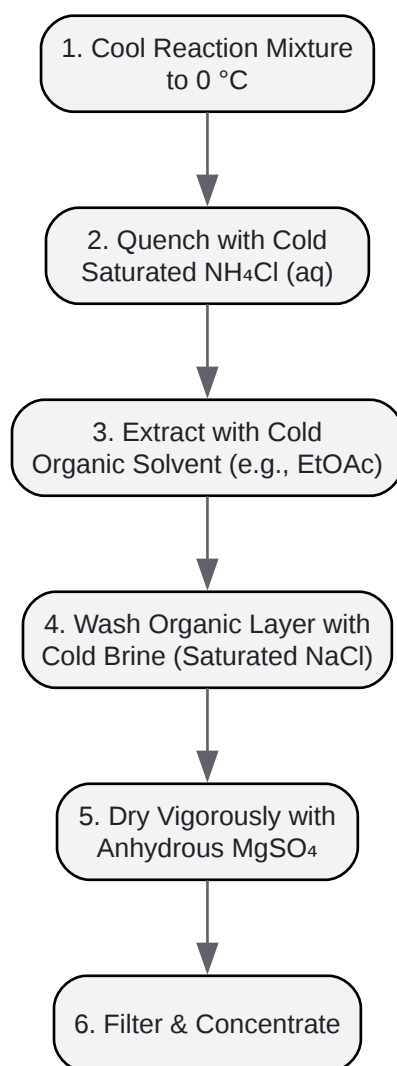 1. Cool Reaction Mixture
to 0 °C
2. Quench with Cold
Saturated NH₄Cl (aq)
3. Extract with Cold
Organic Solvent (e.g., EtOAc)
4. Wash Organic Layer with
Cold Brine (Saturated NaCl)
5. Dry Vigorously with
Anhydrous MgSO₄
6. Filter & Concentrate